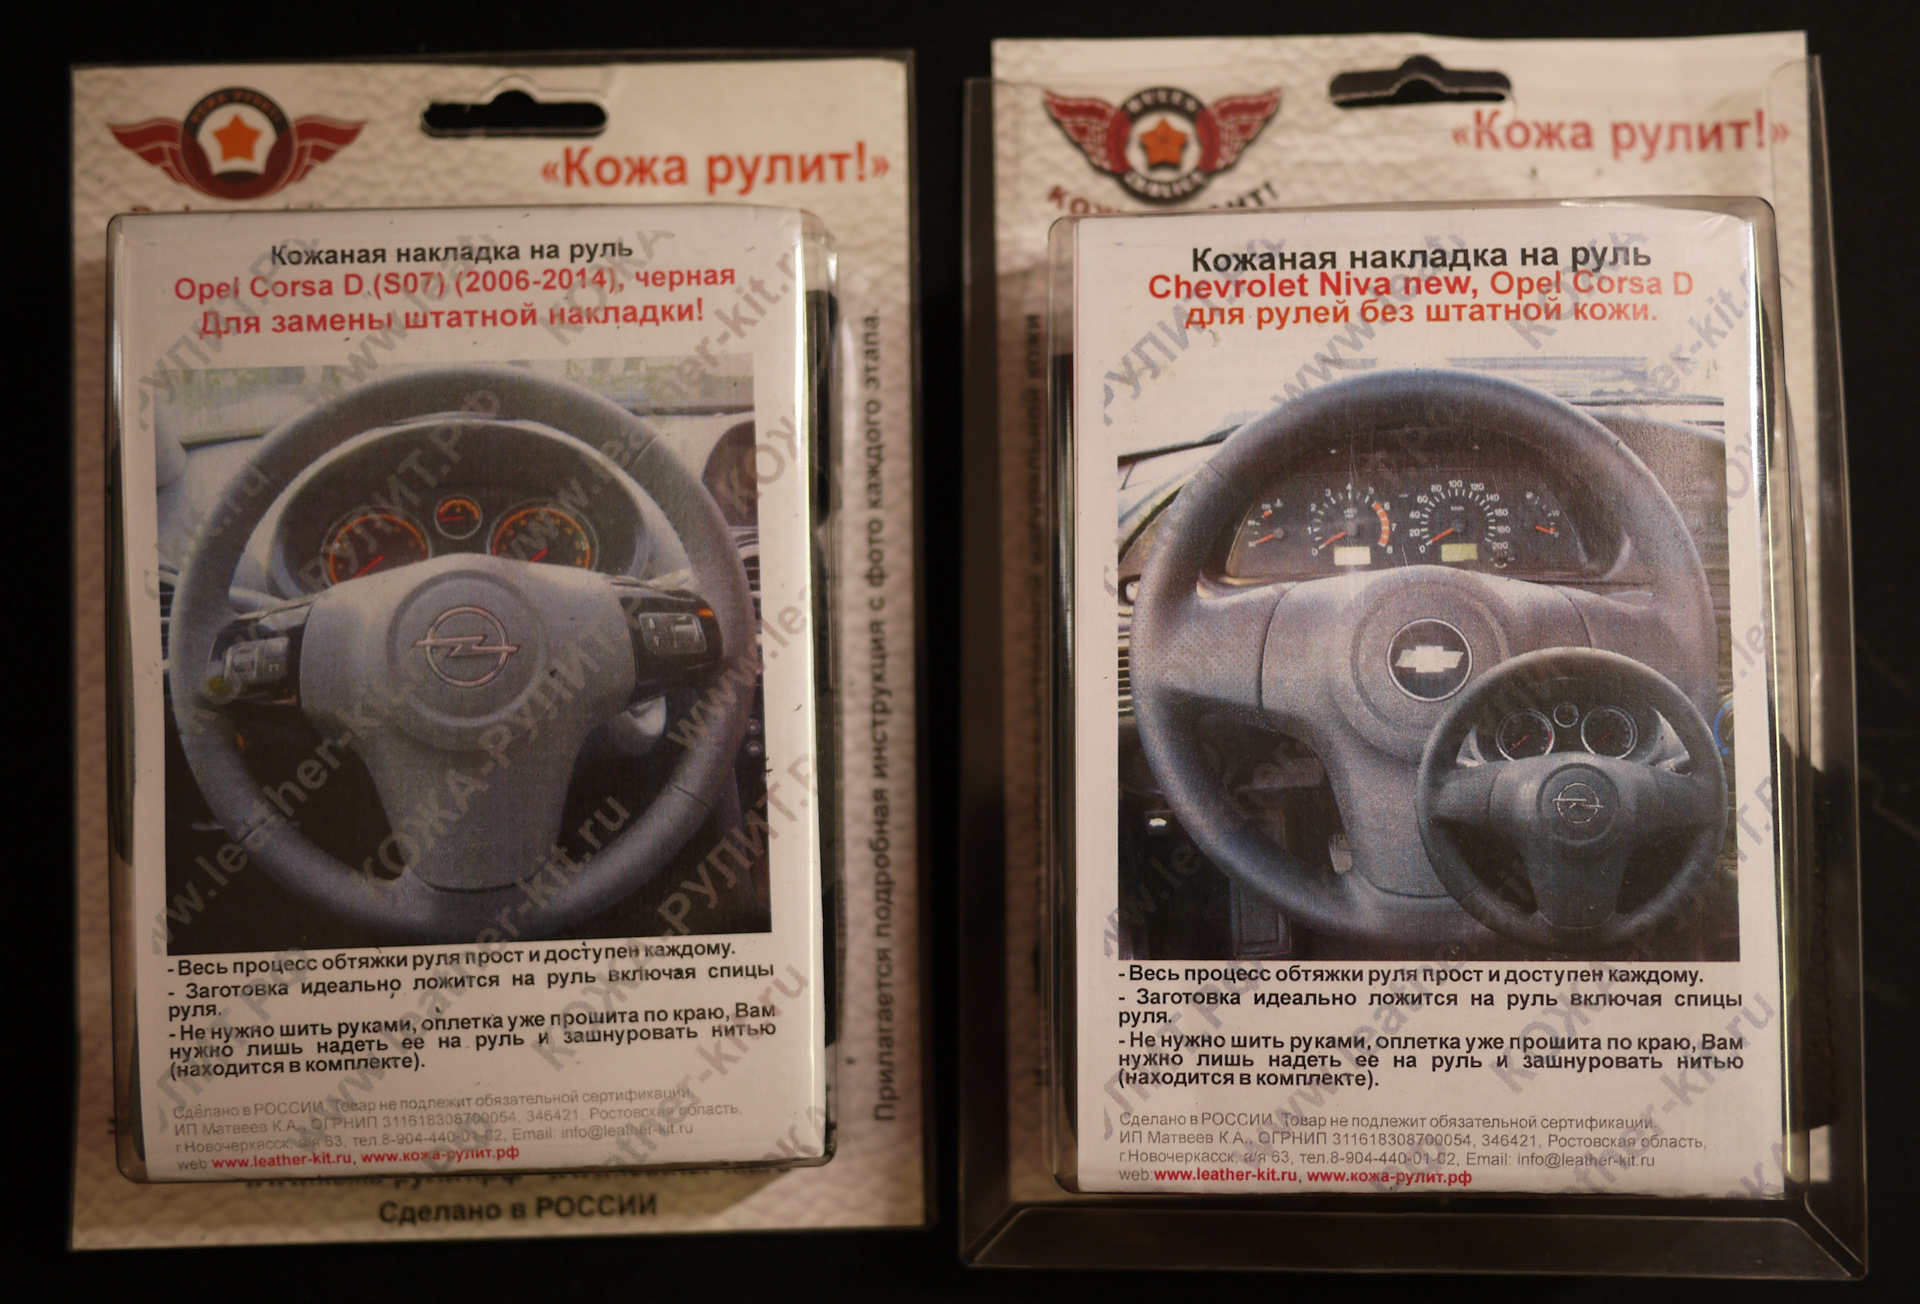 «Кожа рулит!»
Кожаная накладка на руль
Opel Corsa D (S07) (2006-2014), черная
Для замены штатной накладки!
- Весь процесс обтяжки руля прост и доступен каждому.
- Заготовка идеально ложится на руль включая спицы
руля.
- Не нужно шить руками, оплетка уже прошита по краю, Вам
нужно лишь надеть ее на руль и зашнуровать нитью
(находится в комплекте).
Сделано в РОССИИ. Товар не подлежит обязательной сертификации.
ИП Матвеев К.А., ОГРНИП 311618308700054, 346421, Ростовская область,
г.Новочеркасск, а/я 63, тел.8-904-440-01-02, Email: info@leather-kit.ru
web:www.leather-kit.ru, www.кожа-рулит.рф
Сделано в РОССИИ
Прилагается подробная инструкция с фото каждого этапа.
«Кожа рулит!»
Кожаная накладка на руль
Chevrolet Niva new, Opel Corsa D
для рулей без штатной кожи.
- Весь процесс обтяжки руля прост и доступен каждому.
- Заготовка идеально ложится на руль включая спицы
руля.
- Не нужно шить руками, оплетка уже прошита по краю, Вам
нужно лишь надеть ее на руль и зашнуровать нитью
(находится в комплекте).
Сделано в РОССИИ. Товар не подлежит обязательной сертификации.
ИП Матвеев К.А., ОГРНИП 311618308700054, 346421, Ростовская область,
г.Новочеркасск, а/я 63, тел.8-904-440-01-02, Email: info@leather-kit.ru
web:www.leather-kit.ru, www.кожа-рулит.рф